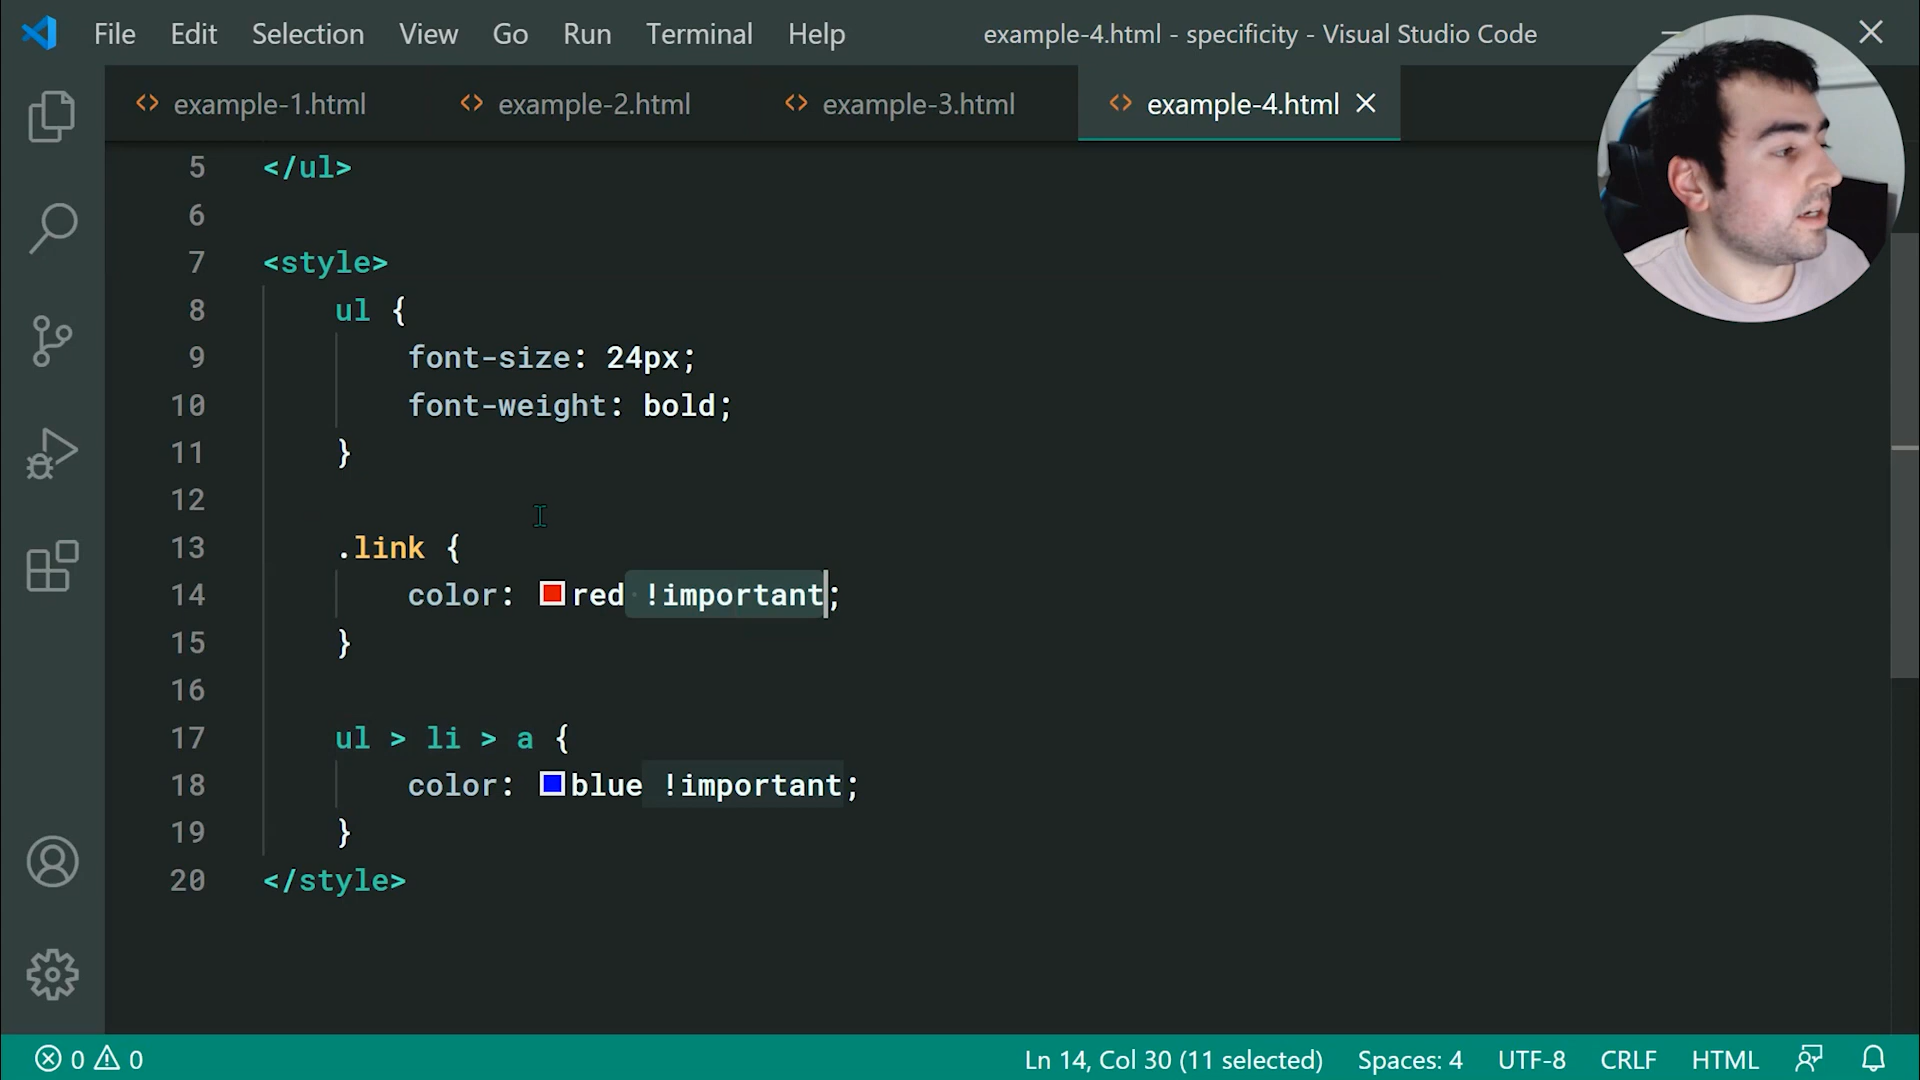 File Edit Selection View Go Run Terminal Help example-4.html - specificity - Visual Studio Code
example-1.html example-2.html example-3.html example-4.html
5 </ul>
6
7 <style>
8 ul {
9 font-size: 24px;
10 font-weight: bold;
11 }
12
13 .link {
14 color: red !important;
15 }
16
17 ul > li > a {
18 color: blue !important;
19 }
20 </style>
0 0 Ln 14, Col 30 (11 selected) Spaces: 4 UTF-8 CRLF HTML